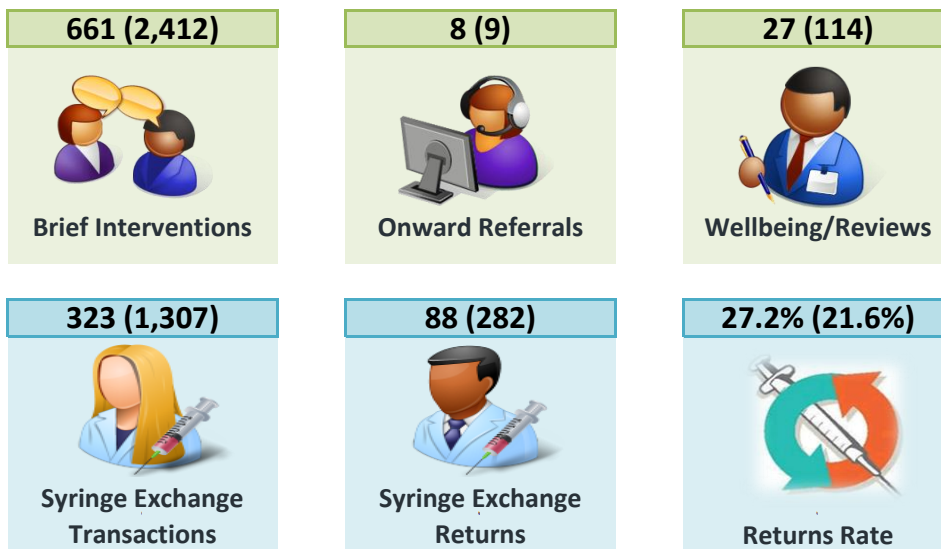 661 (2,412)
8 (9)
27 (114)
Brief Interventions
Onward Referrals
Wellbeing/Reviews
323 (1,307)
88 (282)
27.2% (21.6%)
Syringe Exchange
Transactions
Syringe Exchange
Returns
Returns Rate